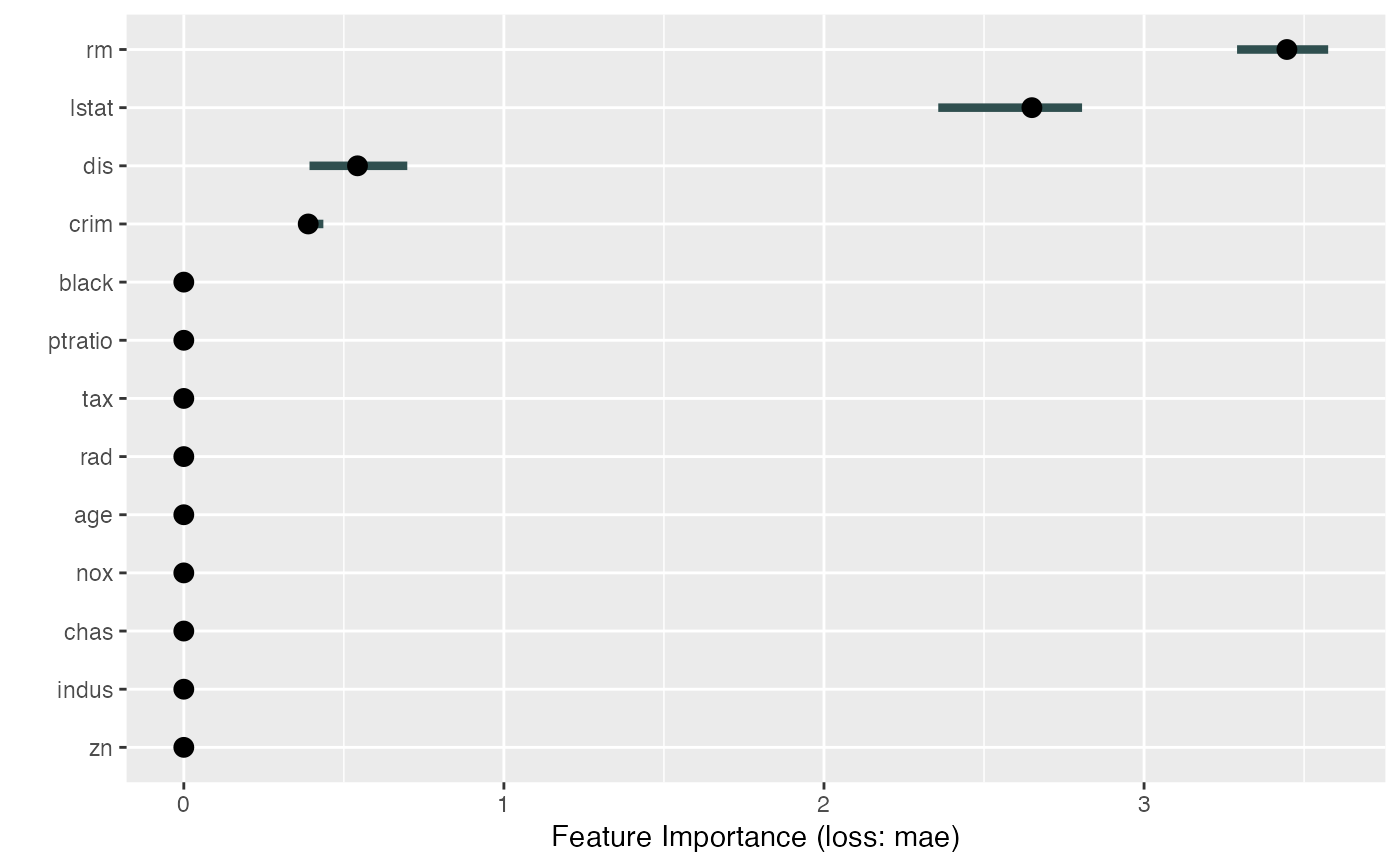 rm
lstat
dis
crim
black
ptratio
tax
rad
age
nox
chas
indus
zn
0 1 2 3
Feature Importance (loss: mae)